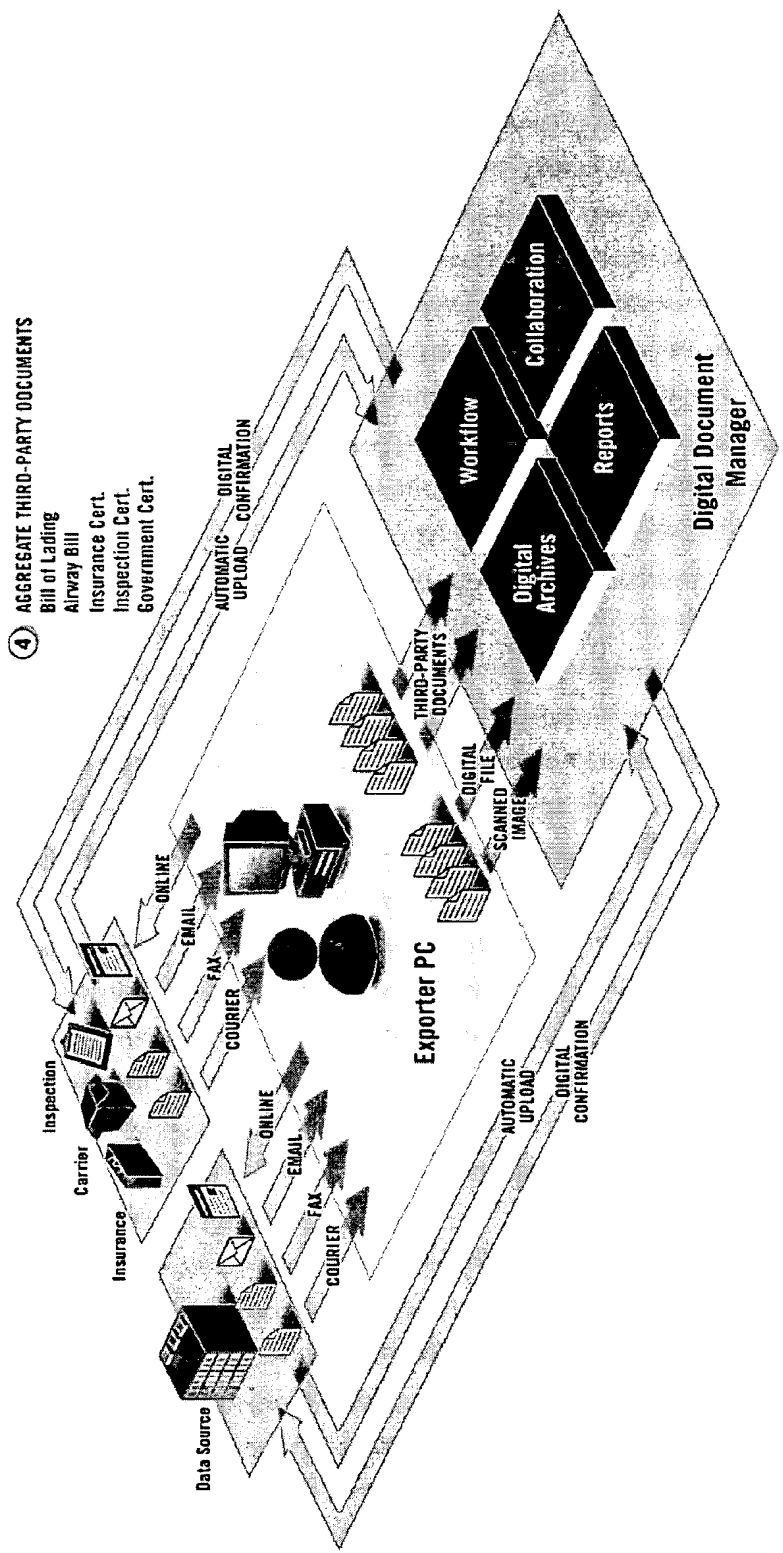 ④ AGGREGATE THIRD-PARTY DOCUMENTS
Bill of Lading
Airway Bill
Insurance Cert.
Inspection Cert.
Government Cert.
Inspection
Carrier
Insurance
Data Source
AUTOMATIC
UPLOAD
DIGITAL
CONFIRMATION
ONLINE
EMAIL
FAX
COURIER
ONLINE
EMAIL
FAX
COURIER
Exporter PC
THIRD-PARTY
DOCUMENTS
DIGITAL
FILE
SCANNED
IMAGE
AUTOMATIC
UPLOAD
DIGITAL
CONFIRMATION
Workflow
Collaboration
Digital
Archives
Reports
Digital Document
Manager